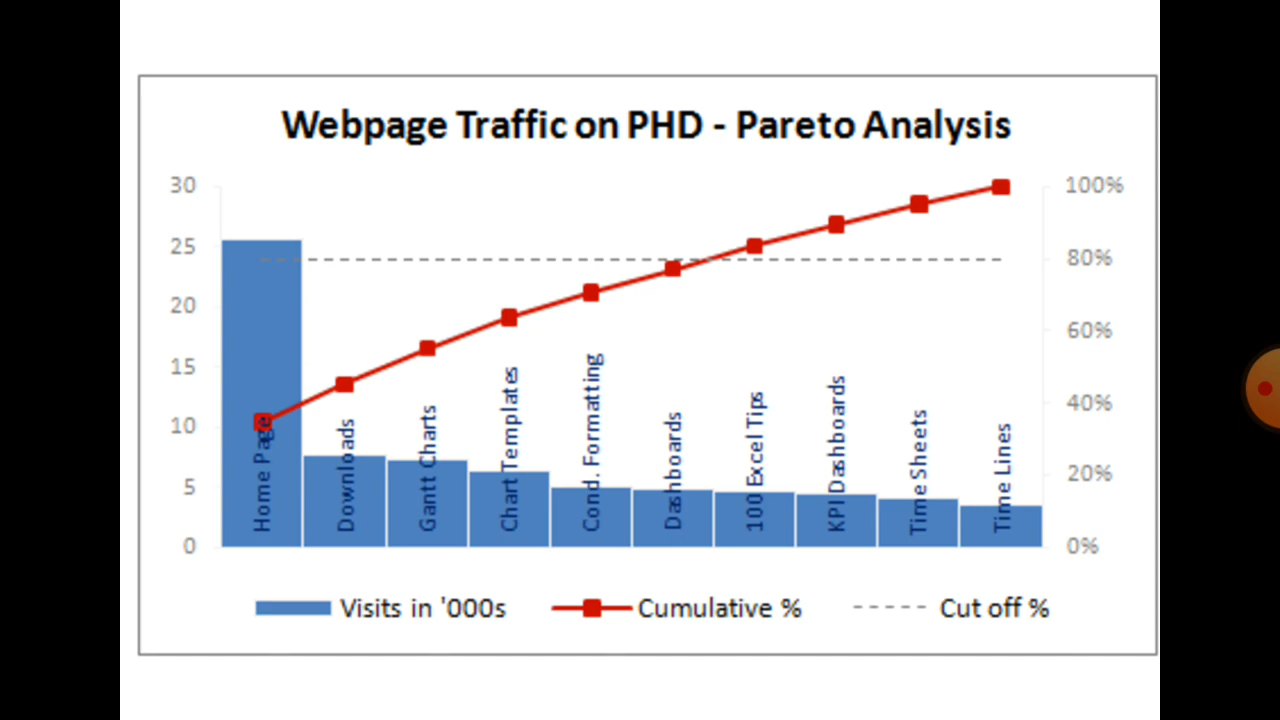 Webpage Traffic on PHD - Pareto Analysis
30
25
20
15
10
5
0
100%
80%
60%
40%
20%
0%
Home Page
Downloads
Gantt Charts
Chart Templates
Cond. Formatting
Dashboards
100 Excel Tips
KPI Dashboards
Time Sheets
Time Lines
Visits in '000s Cumulative % Cut off %